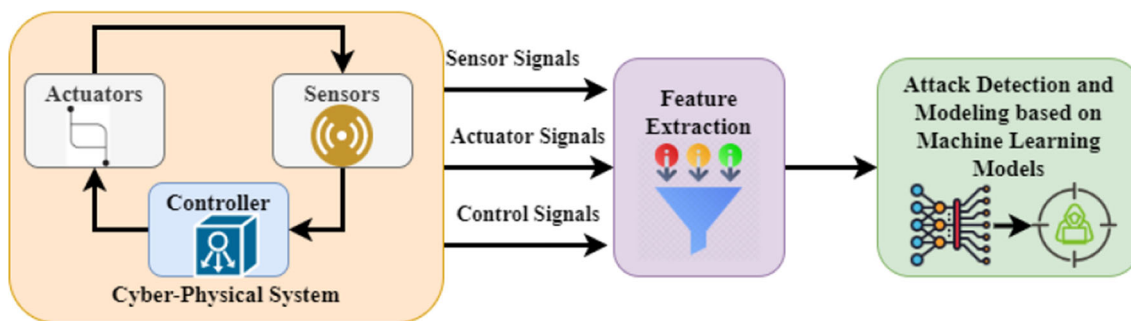 Actuators
Sensors
Controller
Cyber-Physical System
Sensor Signals
Actuator Signals
Control Signals
Feature
Extraction
Attack Detection and
Modeling based on
Machine Learning
Models